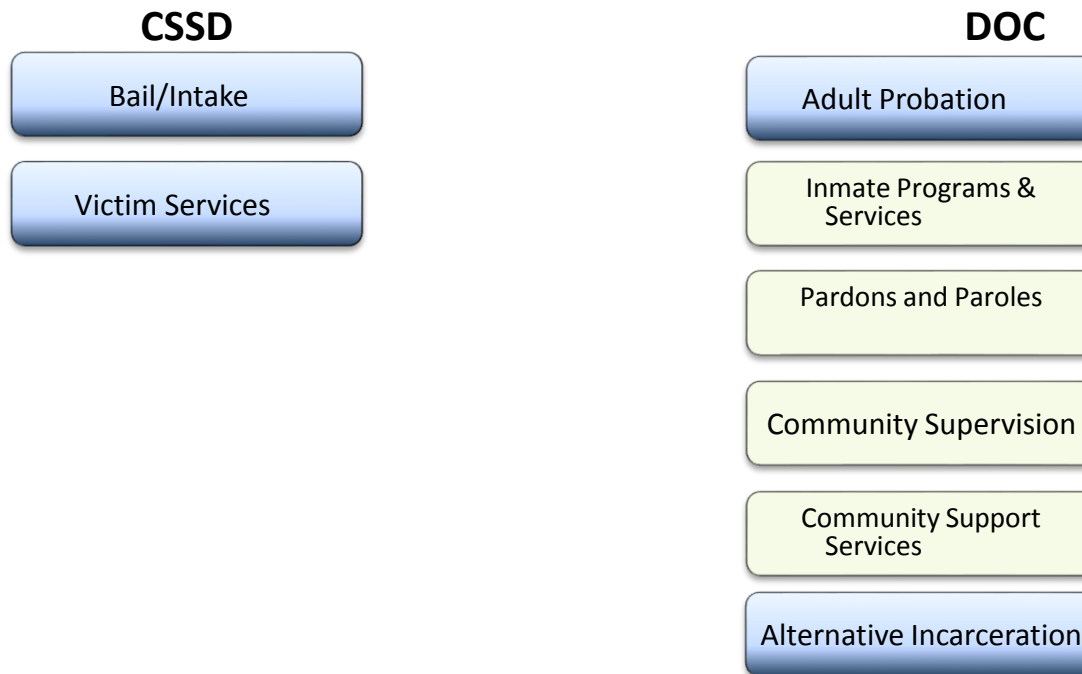 CSSD
Bail/Intake
Victim Services
DOC
Adult Probation
Inmate Programs &
Services
Pardons and Paroles
Community Supervision
Community Support
Services
Alternative Incarceration